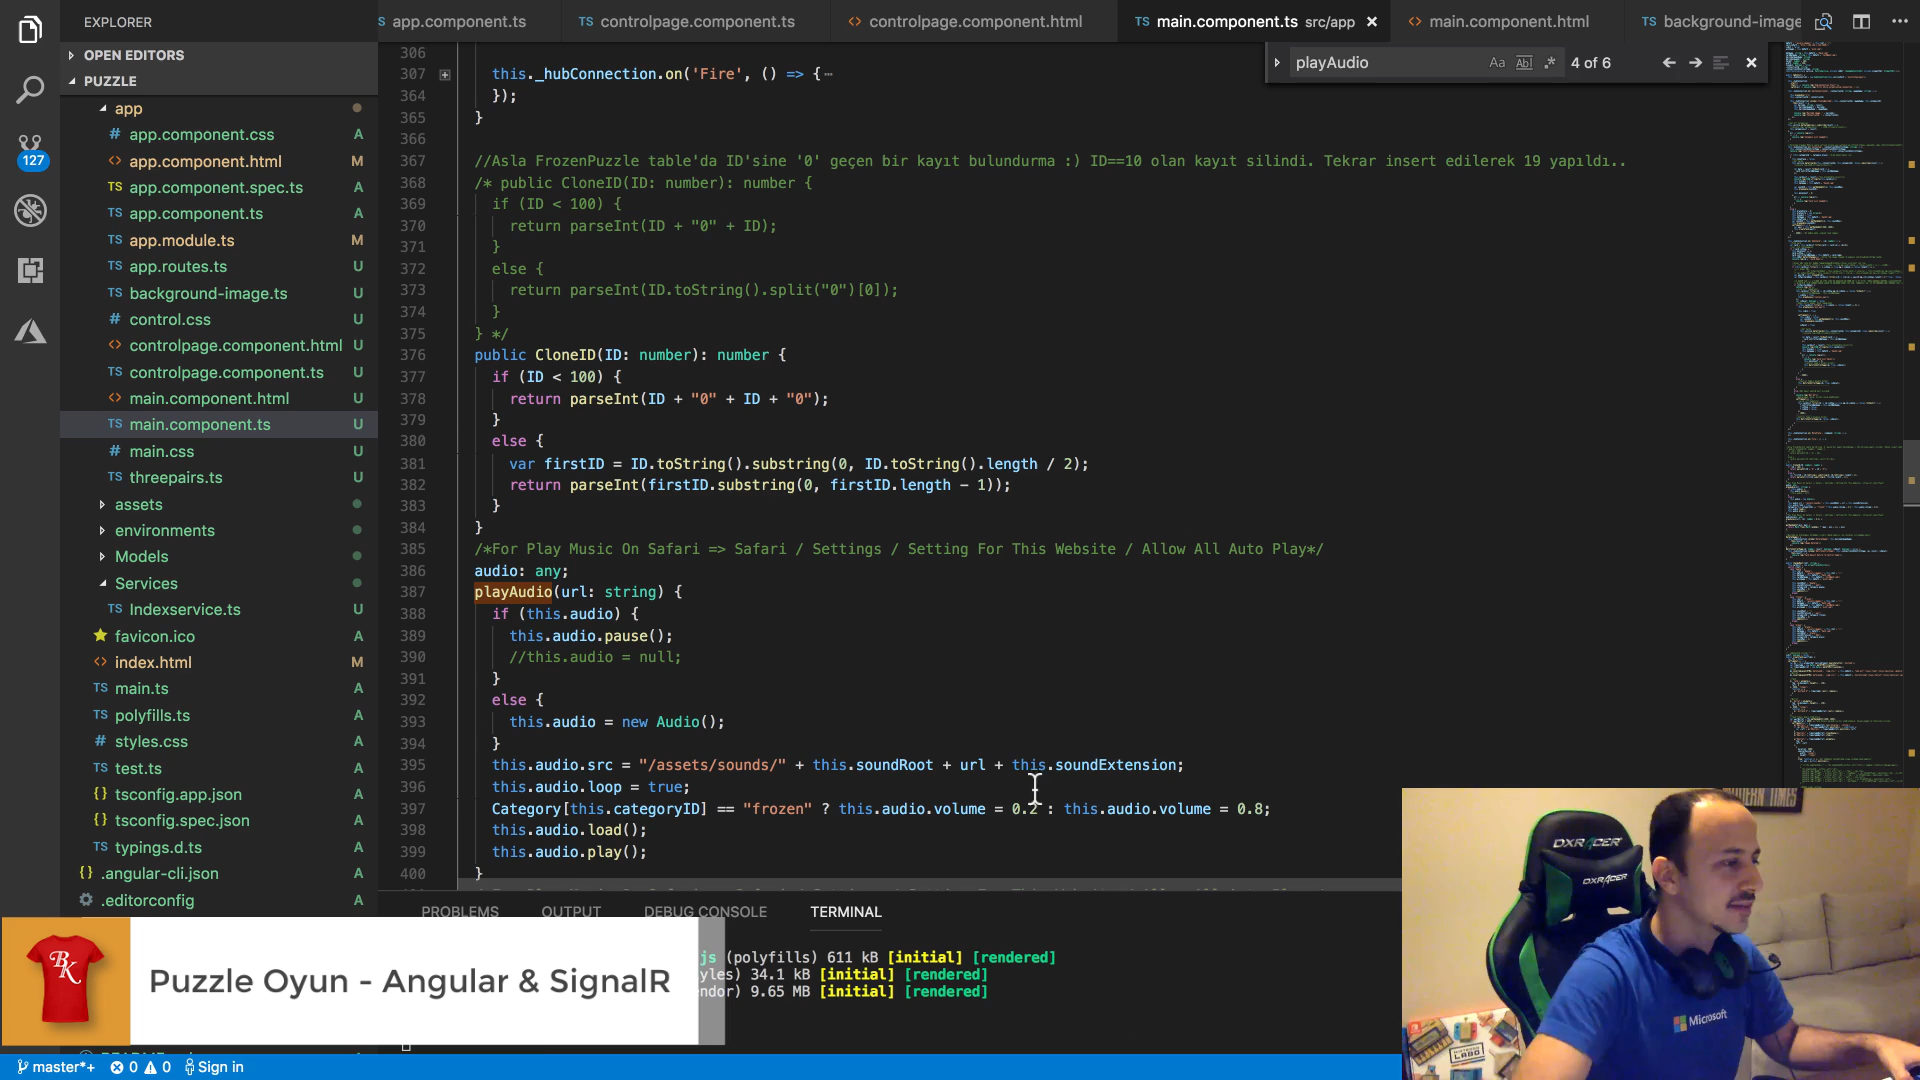 EXPLORER
app.component.ts
controlpage.component.ts
controlpage.component.html
main.component.ts src/app
main.component.html
background-image
OPEN EDITORS
PUZZLE
app
app.component.css A
app.component.html M
app.component.spec.ts A
app.component.ts A
app.module.ts M
app.routes.ts U
background-image.ts U
control.css U
controlpage.component.html U
controlpage.component.ts U
main.component.html U
main.component.ts U
main.css U
threepairs.ts U
assets
environments
Models
Services
Indexservice.ts U
favicon.ico A
index.html M
main.ts A
polyfills.ts A
styles.css A
test.ts A
tsconfig.app.json A
tsconfig.spec.json A
typings.d.ts A
.angular-cli.json A
.editorconfig A
127
playAudio Aa Abl .* 4 of 6
306
307 this._hubConnection.on('Fire', () => {
364 });
365 }
366
367 //Asla FrozenPuzzle table'da ID'sine '0' geçen bir kayıt bulundurma :) ID==10 olan kayıt silindi. Tekrar insert edilerek 19 yapıldı..
368 /* public CloneID(ID: number): number {
369 if (ID < 100) {
370 return parseInt(ID + "0" + ID);
371 }
372 else {
373 return parseInt(ID.toString().split("0")[0]);
374 }
375 } */
376 public CloneID(ID: number): number {
377 if (ID < 100) {
378 return parseInt(ID + "0" + ID + "0");
379 }
380 else {
381 var firstID = ID.toString().substring(0, ID.toString().length / 2);
382 return parseInt(firstID.substring(0, firstID.length - 1));
383 }
384 }
385 /*For Play Music On Safari => Safari / Settings / Setting For This Website / Allow All Auto Play*/
386 audio: any;
387 playAudio(url: string) {
388 if (this.audio) {
389 this.audio.pause();
390 //this.audio = null;
391 }
392 else {
393 this.audio = new Audio();
394 }
395 this.audio.src = "/assets/sounds/" + this.soundRoot + url + this.soundExtension;
396 this.audio.loop = true;
397 Category[this.categoryID] == "frozen" ? this.audio.volume = 0.2 : this.audio.volume = 0.8;
398 this.audio.load();
399 this.audio.play();
400 }
PROBLEMS OUTPUT DEBUG CONSOLE TERMINAL
js (polyfills) 611 kB [initial] [rendered]
yles) 34.1 kB [initial] [rendered]
endor) 9.65 MB [initial] [rendered]
BK
Puzzle Oyun - Angular & SignalR
master*+ 0 0 Sign in
MODERN TIMES
DXRACER
DXRACER
Microsoft
NINTENDO
LABO